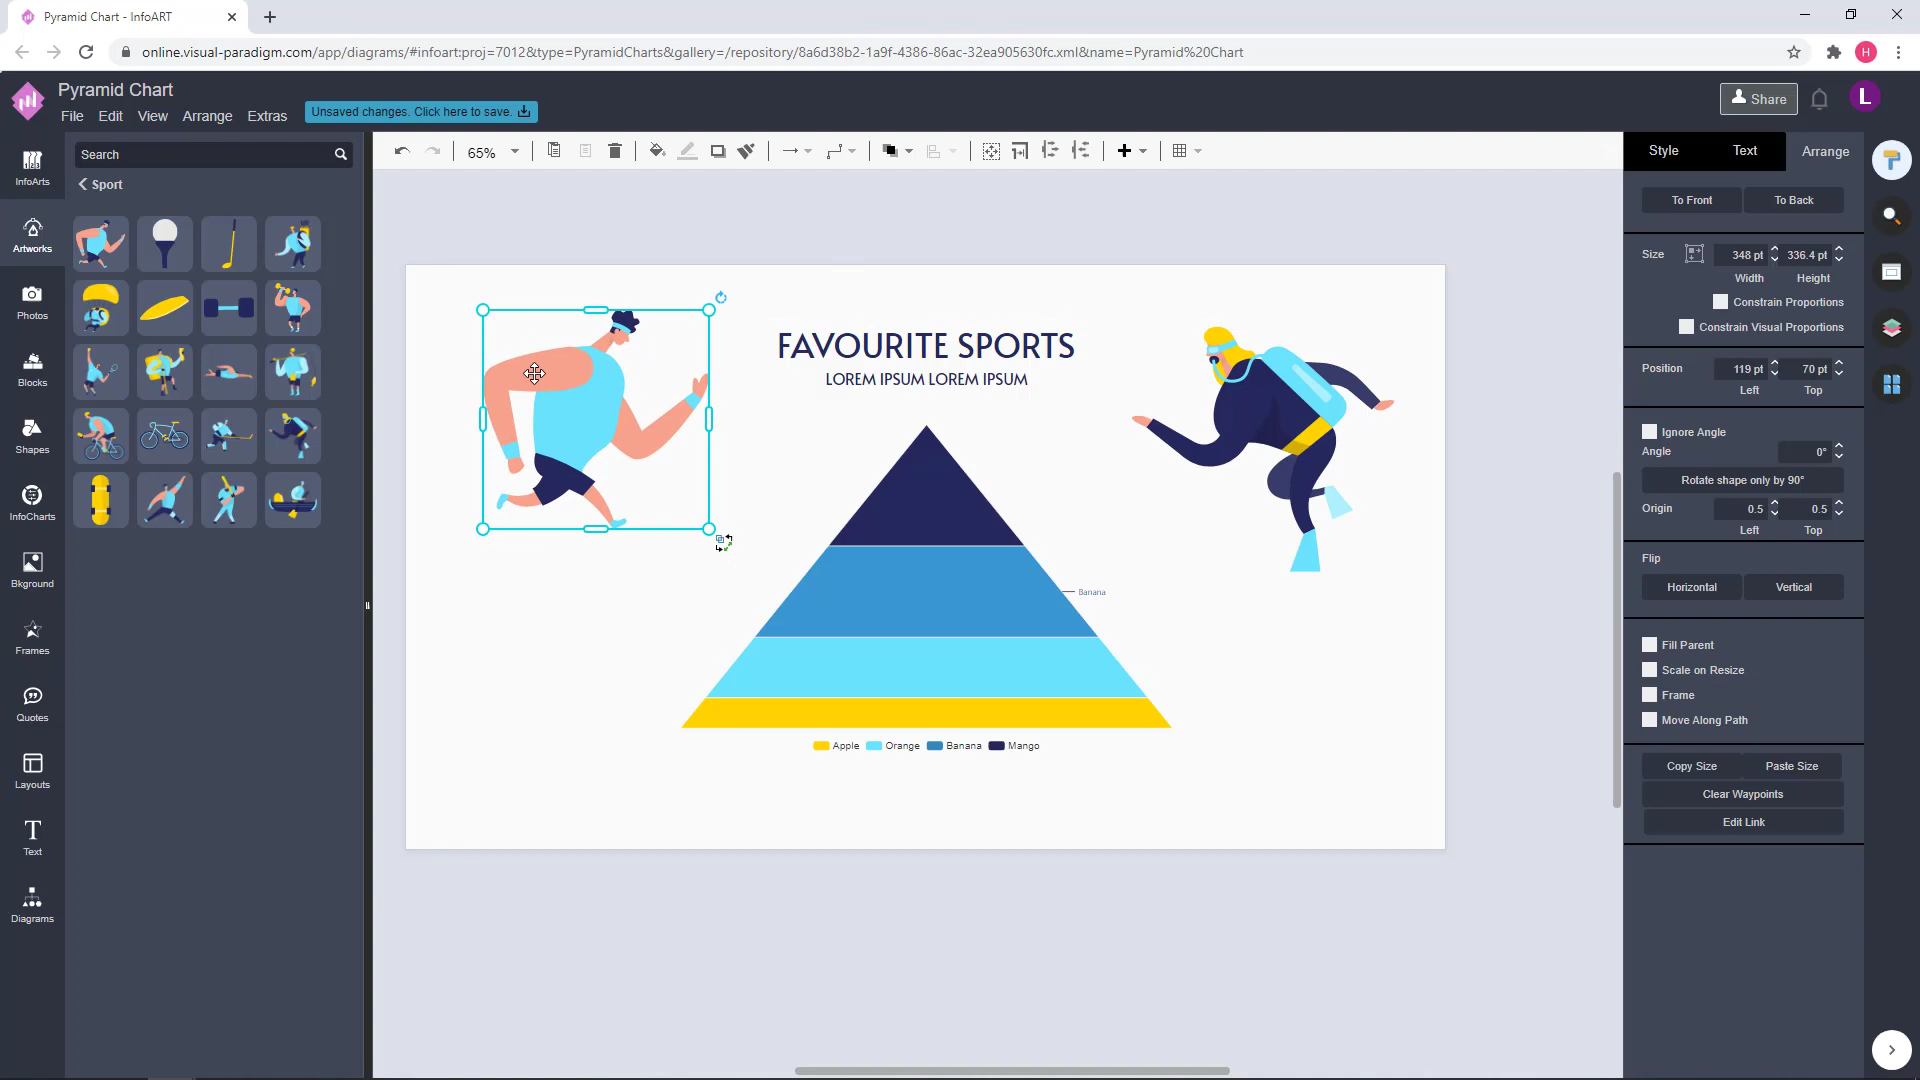 Pyramid Chart - InfoART
online.visual-paradigm.com/app/diagrams/#infoart:proj=7012&type=PyramidCharts&gallery=/repository/8a6d38b2-1a9f-4386-86ac-32ea905630fc.xml&name=Pyramid%20Chart
H
Pyramid Chart
File Edit View Arrange Extras
Unsaved changes. Click here to save.
Share
L
InfoArts
Artworks
Photos
Blocks
Shapes
InfoCharts
Bkground
Frames
Quotes
Layouts
Text
Diagrams
Search
Sport
65%
FAVOURITE SPORTS
LOREM IPSUM LOREM IPSUM
Banana
Apple Orange Banana Mango
Style Text Arrange
To Front To Back
Size 348 pt 336.4 pt
Width Height
Constrain Proportions
Constrain Visual Proportions
Position 119 pt 70 pt
Left Top
Ignore Angle
Angle 0°
Rotate shape only by 90°
Origin 0.5 0.5
Left Top
Flip
Horizontal Vertical
Fill Parent
Scale on Resize
Frame
Move Along Path
Copy Size Paste Size
Clear Waypoints
Edit Link